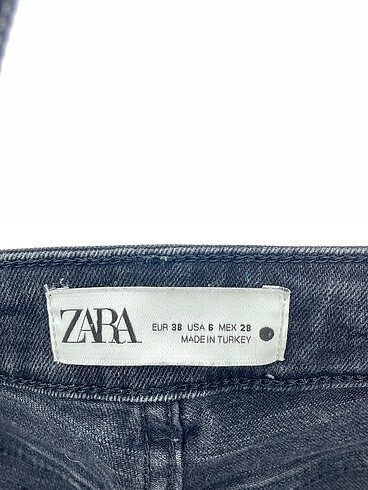 ZARA
EUR 38 USA 6 MEX 28
MADE IN TURKEY